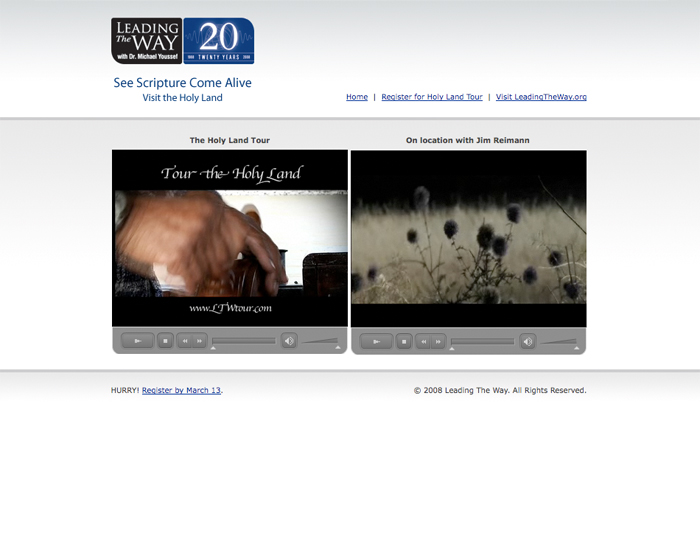 LEADING
The WAY
with Dr. Michael Youssef
20
TWENTY YEARS
See Scripture Come Alive
Visit the Holy Land
Home | Register for Holy Land Tour | Visit LeadingTheWay.org
The Holy Land Tour
On location with Jim Reimann
Tour the Holy Land
www.LTWtour.com
HURRY! Register by March 13.
© 2008 Leading The Way. All Rights Reserved.